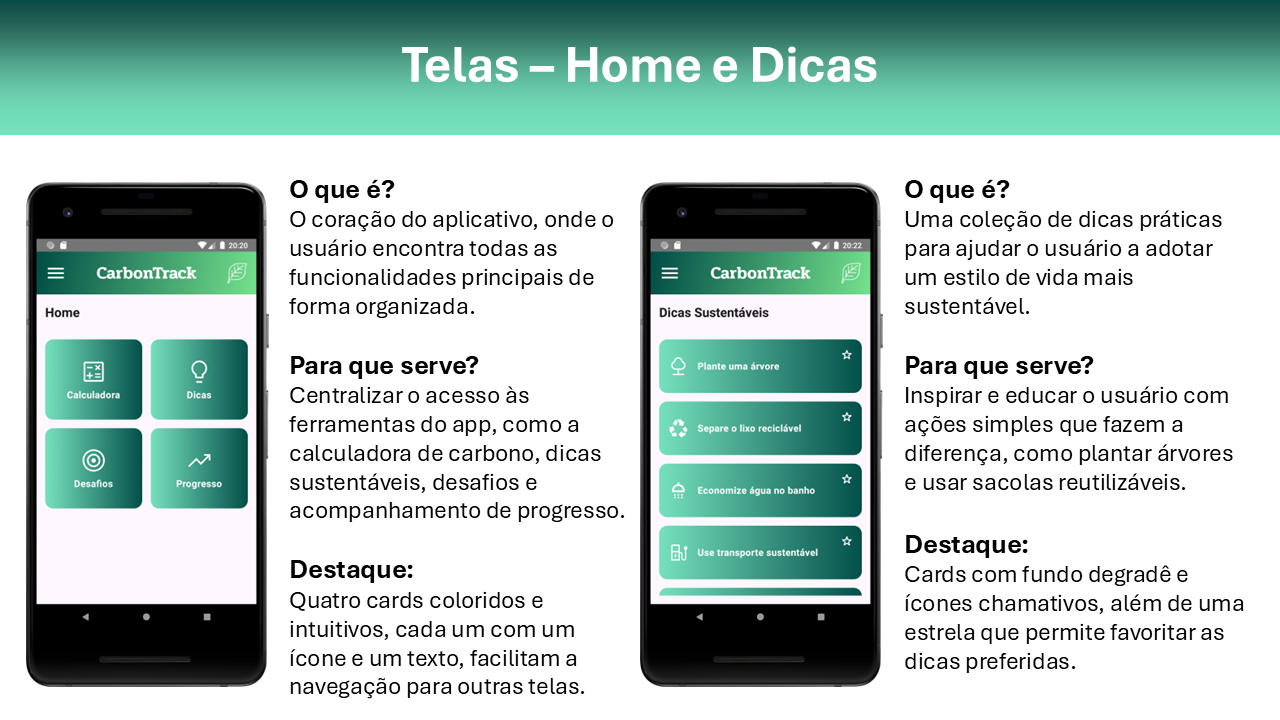 Telas – Home e Dicas
20:20
CarbonTrack
Home
Calculadora
Dicas
Desafios
Progresso
O que é?
O coração do aplicativo, onde o
usuário encontra todas as
funcionalidades principais de
forma organizada.
Para que serve?
Centralizar o acesso às
ferramentas do app, como a
calculadora de carbono, dicas
sustentáveis, desafios e
acompanhamento de progresso.
Destaque:
Quatro cards coloridos e
intuitivos, cada um com um
ícone e um texto, facilitam a
navegação para outras telas.
20:22
CarbonTrack
Dicas Sustentáveis
Plante uma árvore
Separe o lixo reciclável
Economize água no banho
Use transporte sustentável
O que é?
Uma coleção de dicas práticas
para ajudar o usuário a adotar
um estilo de vida mais
sustentável.
Para que serve?
Inspirar e educar o usuário com
ações simples que fazem a
diferença, como plantar árvores
e usar sacolas reutilizáveis.
Destaque:
Cards com fundo degradê e
ícones chamativos, além de uma
estrela que permite favoritar as
dicas preferidas.